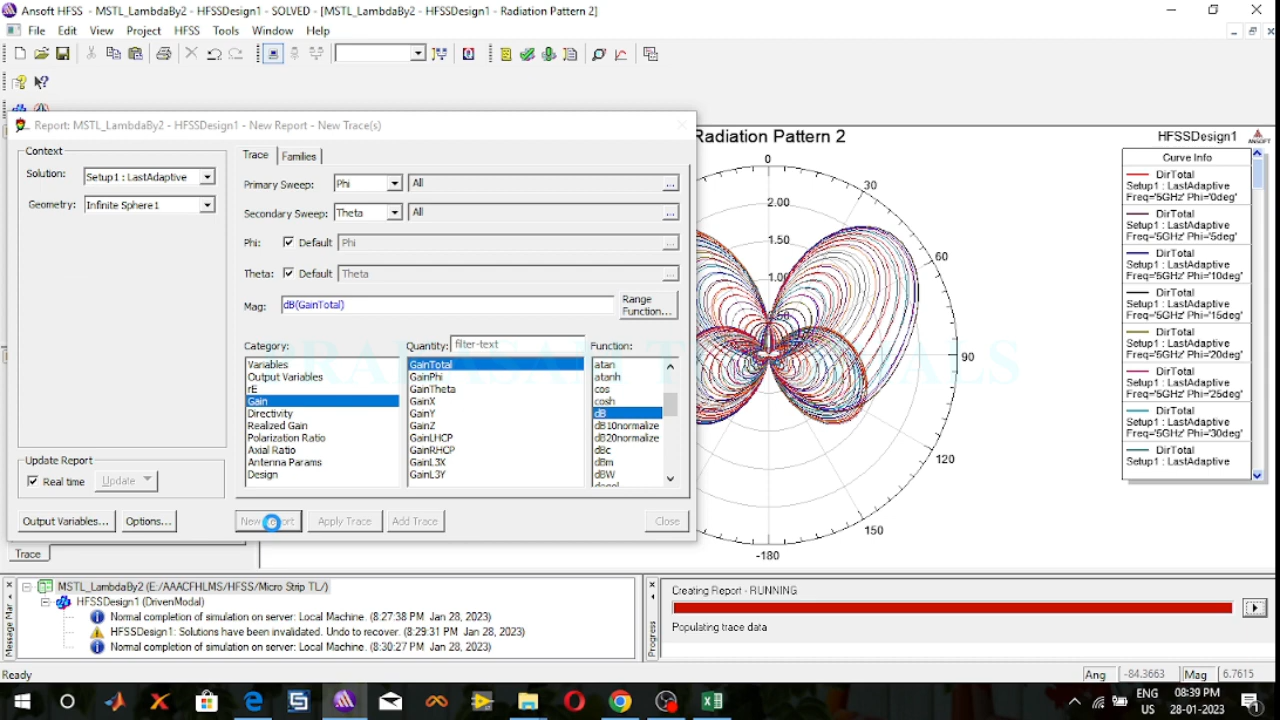 Ansoft HFSS - MSTL_LambdaBy2 - HFSSDesign1 - SOLVED - [MSTL_LambdaBy2 - HFSSDesign1 - Radiation Pattern 2]
File Edit View Project HFSS Tools Window Help
Report: MSTL_LambdaBy2 - HFSSDesign1 - New Report - New Trace(s)
Context
Solution: Setup1 : LastAdaptive
Geometry: Infinite Sphere1
Update Report
Real time Update
Output Variables... Options...
Trace Families
Primary Sweep: Phi All ...
Secondary Sweep: Theta All ...
Phi: Default Phi ...
Theta: Default Theta ...
Mag: dB(GainTotal)
Range Function...
Category:
Variables
Output Variables
rE
Gain
Directivity
Realized Gain
Polarization Ratio
Axial Ratio
Antenna Params
Design
Quantity: filter-text
GainTotal
GainPhi
GainTheta
GainX
GainY
GainZ
GainLHCP
GainRHCP
GainL3X
GainL3Y
Function:
atan
atanh
cos
cosh
dB
dB10normalize
dB20normalize
dBc
dBm
dBW
Apply Trace Add Trace Close
Radiation Pattern 2
HFSSDesign1
ANSOFT
0
30
60
90
120
150
-180
2.00
1.50
1.00
Curve Info
DirTotal
Setup1 : LastAdaptive
Freq='5GHz' Phi='0deg'
DirTotal
Setup1 : LastAdaptive
Freq='5GHz' Phi='5deg'
DirTotal
Setup1 : LastAdaptive
Freq='5GHz' Phi='10deg'
DirTotal
Setup1 : LastAdaptive
Freq='5GHz' Phi='15deg'
DirTotal
Setup1 : LastAdaptive
Freq='5GHz' Phi='20deg'
DirTotal
Setup1 : LastAdaptive
Freq='5GHz' Phi='25deg'
DirTotal
Setup1 : LastAdaptive
Freq='5GHz' Phi='30deg'
DirTotal
Setup1 : LastAdaptive
Trace
MSTL_LambdaBy2 (E:/AAACFHLMS/HFSS/Micro Strip TL/)
HFSSDesign1 (DrivenModal)
Normal completion of simulation on server: Local Machine. (8:27:38 PM Jan 28, 2023)
HFSSDesign1: Solutions have been invalidated. Undo to recover. (8:29:31 PM Jan 28, 2023)
Normal completion of simulation on server: Local Machine. (8:30:27 PM Jan 28, 2023)
Message Mar
Progress
Creating Report - RUNNING
Populating trace data
Ready
Ang -84.3663 Mag 6.7615
ENG
US
08:39 PM
28-01-2023
1